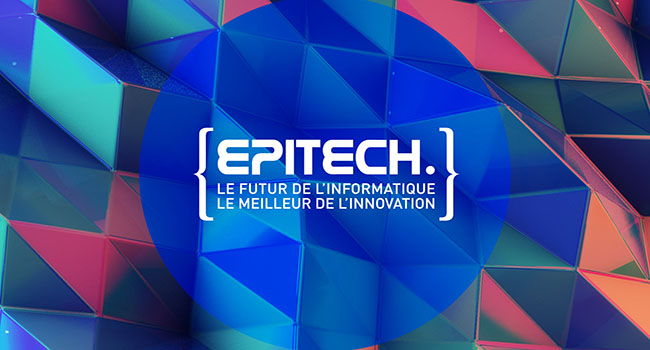 {EPITECH.}
LE FUTUR DE L'INFORMATIQUE
LE MEILLEUR DE L'INNOVATION